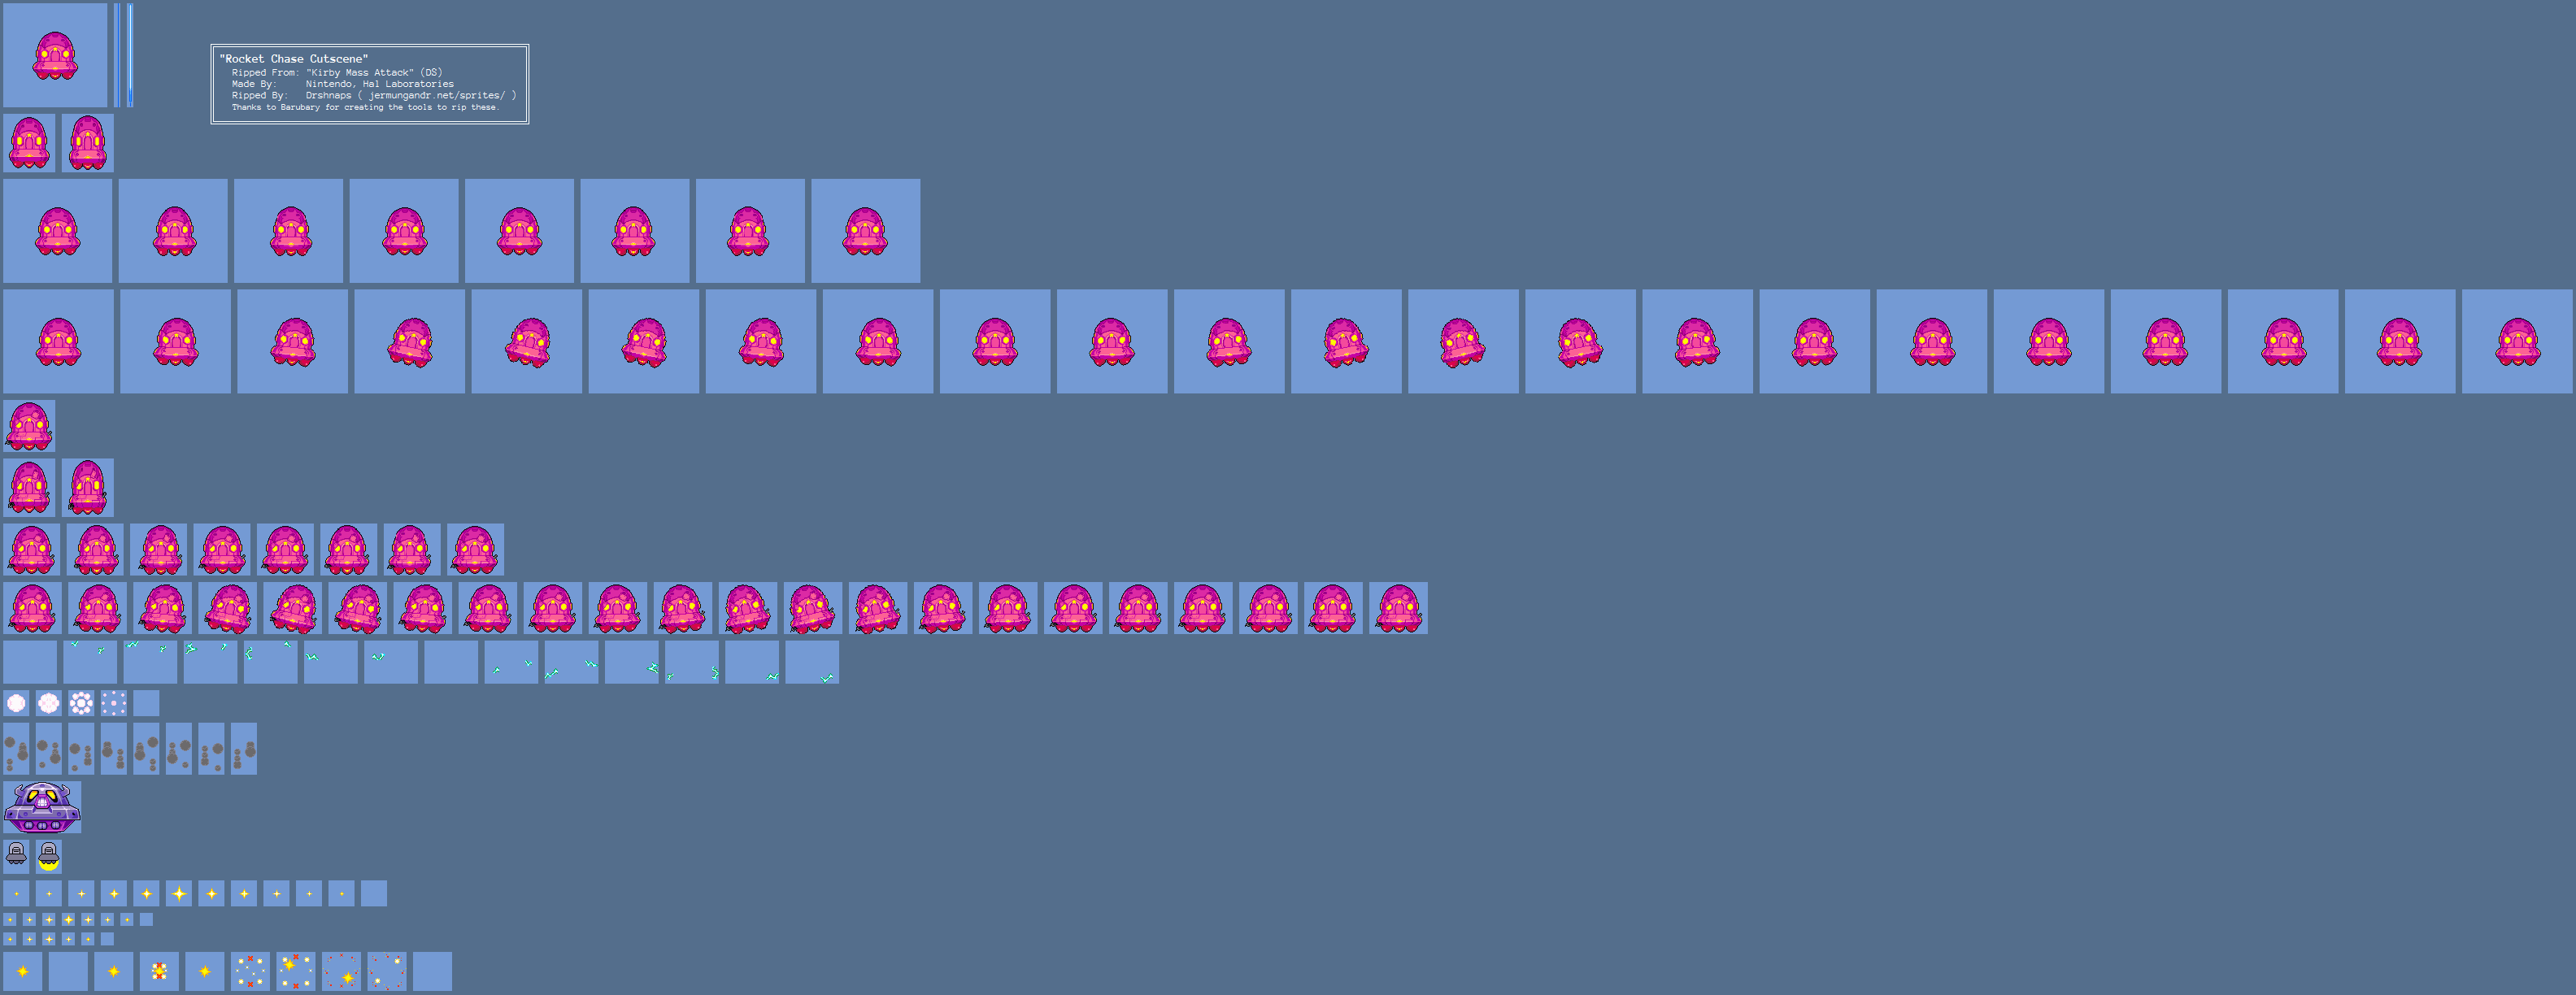 "Rocket Chase Cutscene"
Ripped From: "Kirby Mass Attack" (DS)
Made By: Nintendo, Hal Laboratories
Ripped By: Drshnaps ( jermungandr.net/sprites/ )
Thanks to Barubary for creating the tools to rip these.